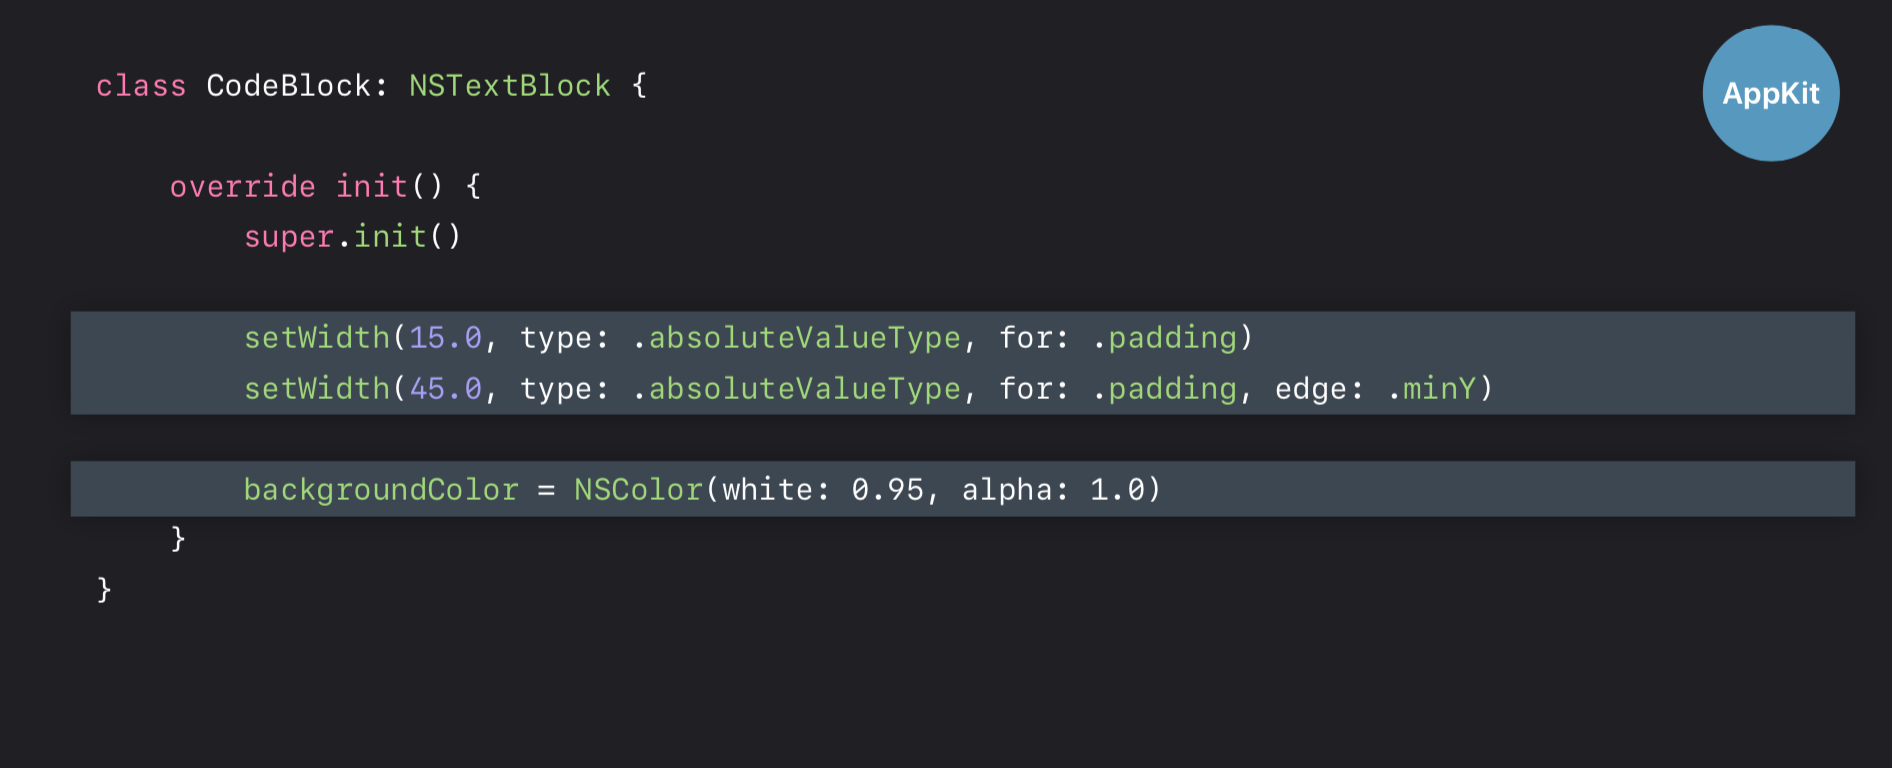 class CodeBlock: NSTextBlock {
AppKit
override init() {
super.init()
setWidth(15.0, type: .absoluteValueType, for: .padding)
setWidth(45.0, type: .absoluteValueType, for: .padding, edge: .minY)
backgroundColor = NSColor(white: 0.95, alpha: 1.0)
}
}